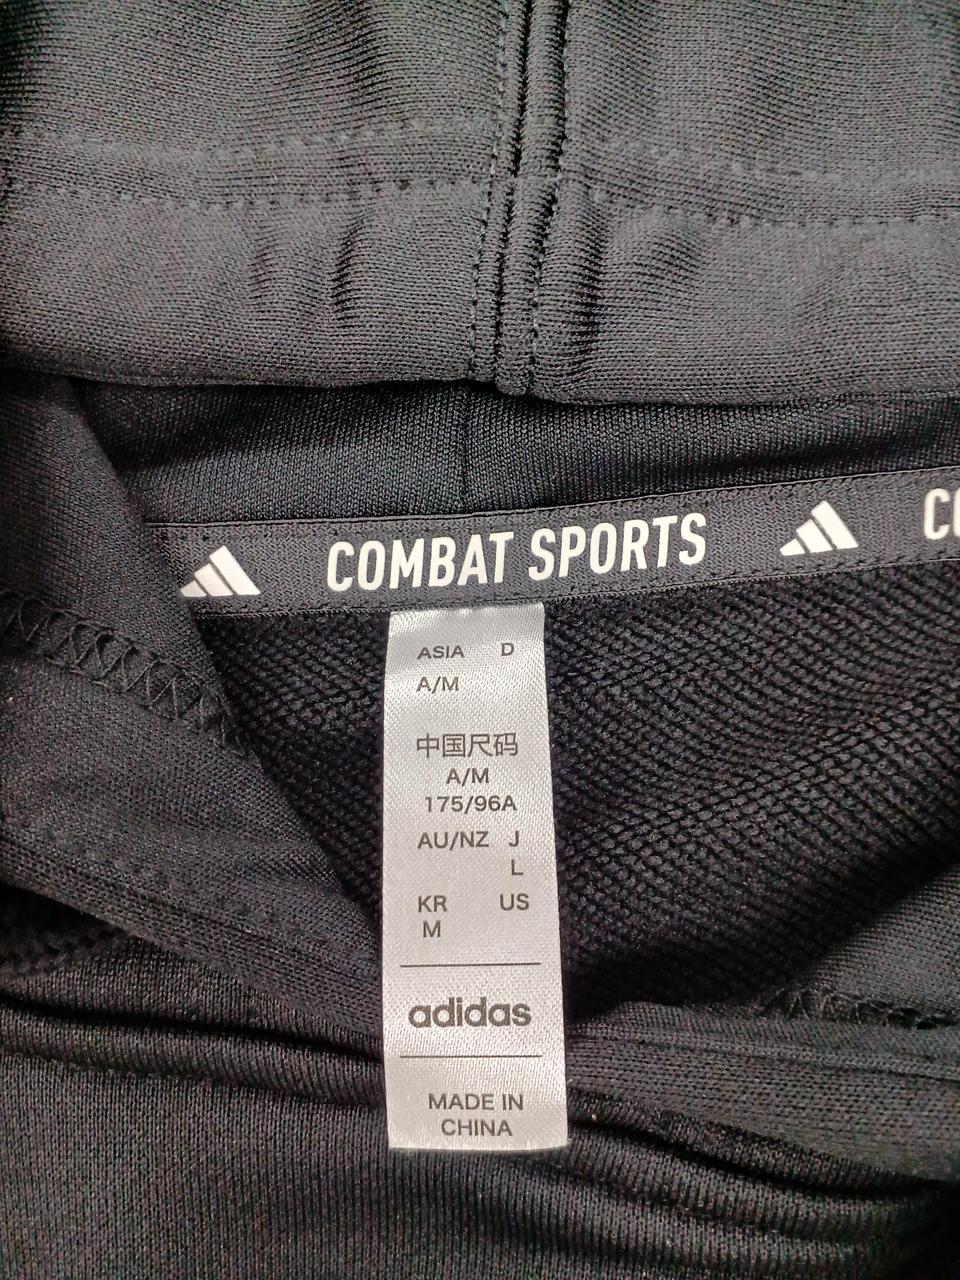 COMBAT SPORTS CO
ASIA D
A/M
中国尺码
A/M
175/96A
AU/NZ J
L
KR US
M
adidas
MADE IN
CHINA